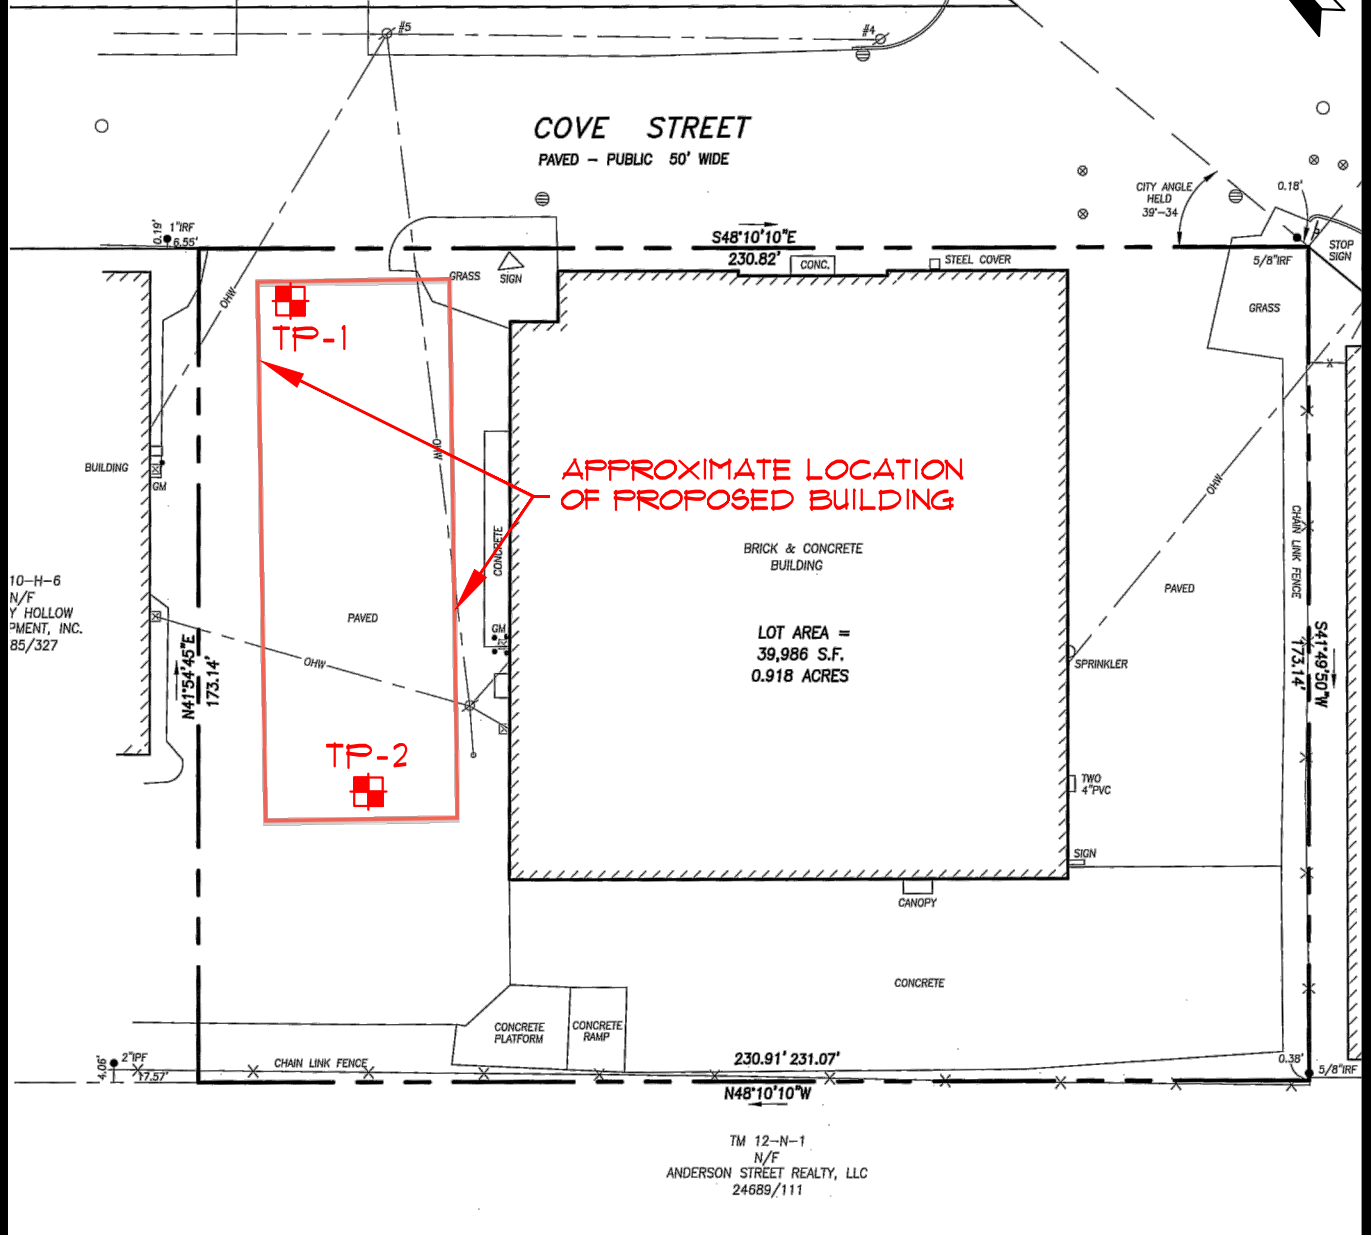 #5
#4
COVE STREET
PAVED - PUBLIC 50' WIDE
CITY ANGLE
HELD
39'-34
0.18'
0.19'
1"IRF
6.55'
S48°10'10"E
230.82'
STOP
SIGN
5/8"IRF
GRASS
SIGN
CONC.
STEEL COVER
GRASS
OHW
TP-1
OHW
APPROXIMATE LOCATION
OF PROPOSED BUILDING
BUILDING
GM
OHW
CONCRETE
CHAIN LINK FENCE
BRICK & CONCRETE
BUILDING
10-H-6
N/F
Y HOLLOW
PMENT, INC.
85/327
PAVED
PAVED
GM
LOT AREA =
39,986 S.F.
0.918 ACRES
N41°54'45"E
173.14'
OHW
SPRINKLER
S41°49'50"W
173.14'
TP-2
TWO
4"PVC
SIGN
CANOPY
CONCRETE
CONCRETE
PLATFORM
CONCRETE
RAMP
4.06'
2"IPF
17.57'
CHAIN LINK FENCE
230.91' 231.07'
0.38'
5/8"IRF
N48°10'10"W
TM 12-N-1
N/F
ANDERSON STREET REALTY, LLC
24689/111